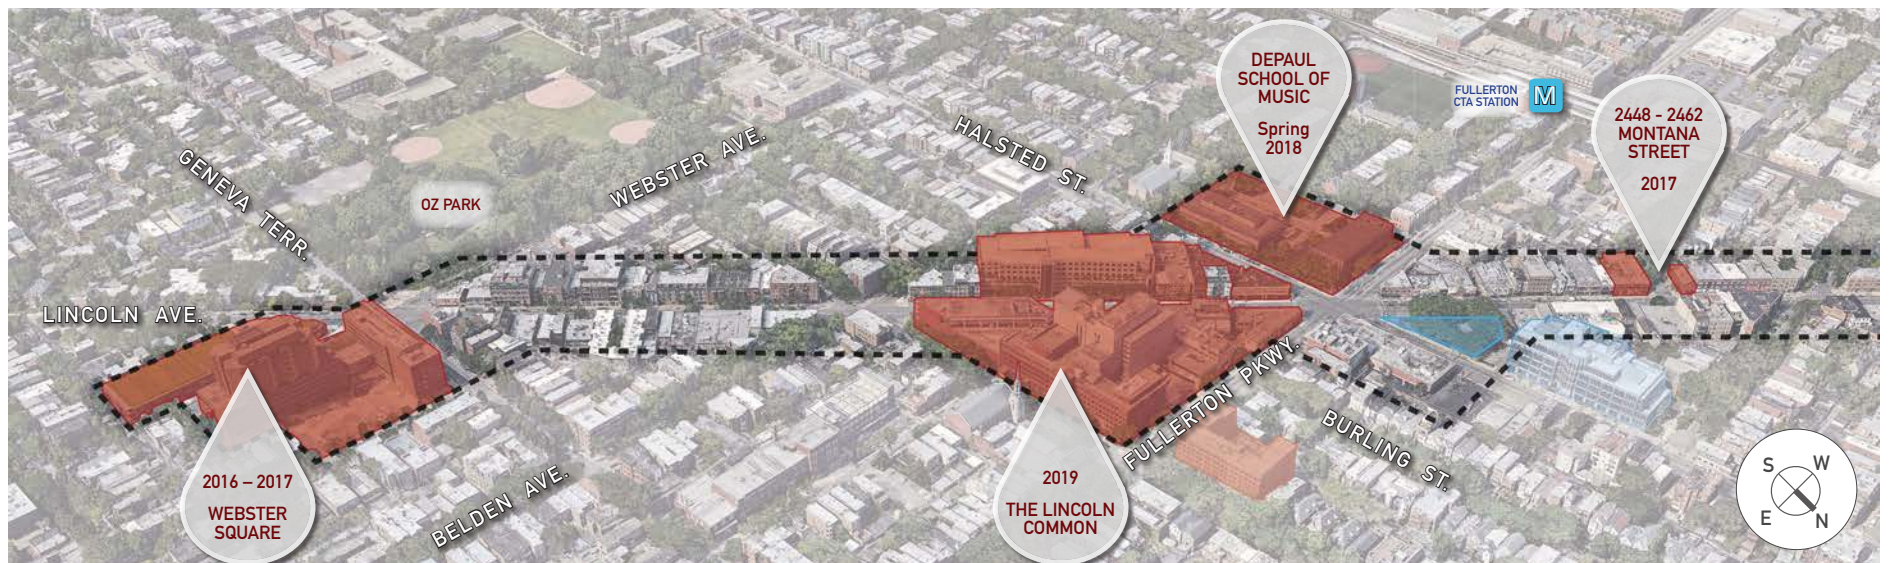 DEPAUL
SCHOOL OF
MUSIC
Spring
2018
FULLERTON
CTA STATION
M
2448 - 2462
MONTANA
STREET
2017
HALSTED ST.
WEBSTER AVE.
GENEVA TERR.
OZ PARK
LINCOLN AVE.
FULLERTON PKWY.
BURLING ST.
BELDEN AVE.
2016 – 2017
WEBSTER
SQUARE
2019
THE LINCOLN
COMMON
S W
E N